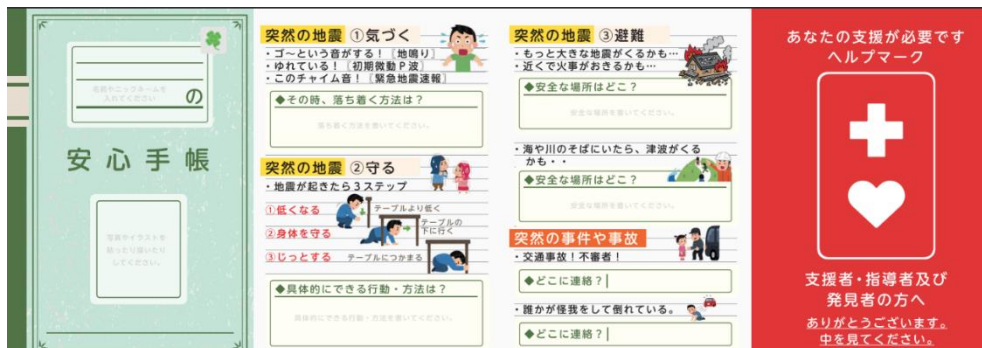 名前やニックネームを
入れてください
の
安心手帳
写真やイラストを
貼ったり描いたり
してください。
突然の地震 ①気づく
・ゴ～という音がする！〔地鳴り〕
・ゆれている！〔初期微動Ｐ波〕
・このチャイム音！〔緊急地震速報〕
◆その時、落ち着く方法は？
落ち着く方法を書いてください。
突然の地震 ②守る
・地震が起きたら３ステップ
①低くなる
テーブルより低く
②身体を守る
テーブルの
下に行く
③じっとする
テーブルにつかまる
◆具体的にできる行動・方法は？
具体的にできる行動・方法を書いてください。
突然の地震 ③避難
・もっと大きな地震がくるかも…
・近くで火事がおきるかも…
◆安全な場所はどこ？
安全な場所を書いてください。
・海や川のそばにいたら、津波がくる
かも・・
◆安全な場所はどこ？
安全な場所を書いてください。
突然の事件や事故
・交通事故！不審者！
◆どこに連絡？
・誰かが怪我をして倒れている。
◆どこに連絡？
あなたの支援が必要です
ヘルプマーク
支援者・指導者及び
発見者の方へ
ありがとうございます。
中を見てください。